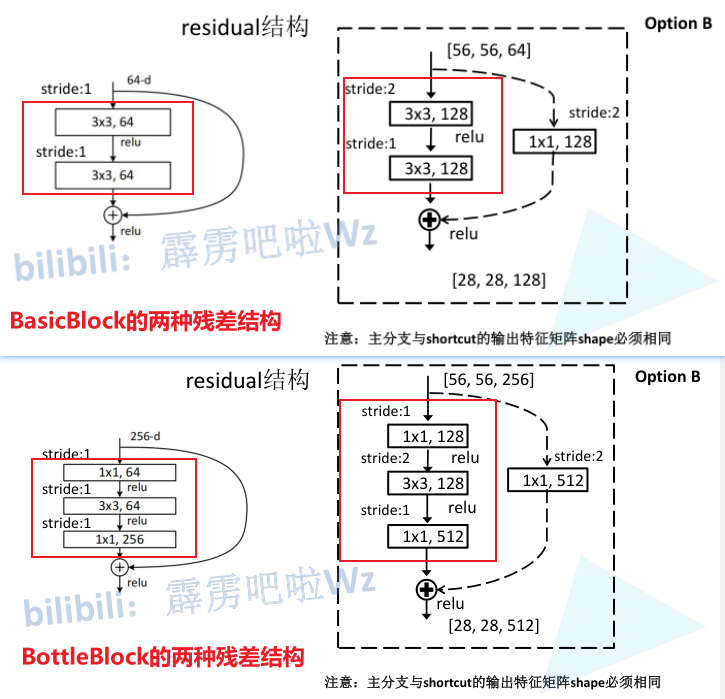 residual结构
Option B
64-d
stride:1
3x3, 64
relu
stride:1
3x3, 64
relu
[56, 56, 64]
stride:2
3x3, 128
relu
stride:1
3x3, 128
stride:2
1x1, 128
relu
[28, 28, 128]
bilibili：霹雳吧啦Wz
BasicBlock的两种残差结构
注意：主分支与shortcut的输出特征矩阵shape必须相同
residual结构
Option B
256-d
stride:1
1x1, 64
relu
stride:1
3x3, 64
relu
stride:1
1x1, 256
relu
[56, 56, 256]
stride:1
1x1, 128
relu
stride:2
3x3, 128
relu
stride:1
1x1, 512
stride:2
1x1, 512
relu
[28, 28, 512]
bilibili：霹雳吧啦Wz
BottleBlock的两种残差结构
注意：主分支与shortcut的输出特征矩阵shape必须相同